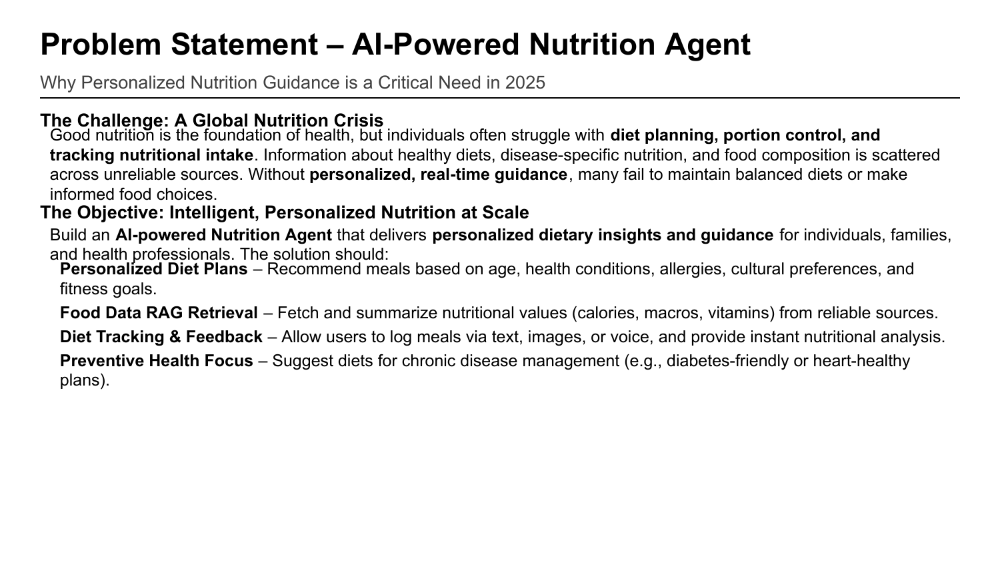 Problem Statement – AI-Powered Nutrition Agent
Why Personalized Nutrition Guidance is a Critical Need in 2025
The Challenge: A Global Nutrition Crisis
Good nutrition is the foundation of health, but individuals often struggle with diet planning, portion control, and
tracking nutritional intake. Information about healthy diets, disease-specific nutrition, and food composition is scattered
across unreliable sources. Without personalized, real-time guidance, many fail to maintain balanced diets or make
informed food choices.
The Objective: Intelligent, Personalized Nutrition at Scale
Build an AI-powered Nutrition Agent that delivers personalized dietary insights and guidance for individuals, families,
and health professionals. The solution should:
Personalized Diet Plans – Recommend meals based on age, health conditions, allergies, cultural preferences, and
fitness goals.
Food Data RAG Retrieval – Fetch and summarize nutritional values (calories, macros, vitamins) from reliable sources.
Diet Tracking & Feedback – Allow users to log meals via text, images, or voice, and provide instant nutritional analysis.
Preventive Health Focus – Suggest diets for chronic disease management (e.g., diabetes-friendly or heart-healthy
plans).